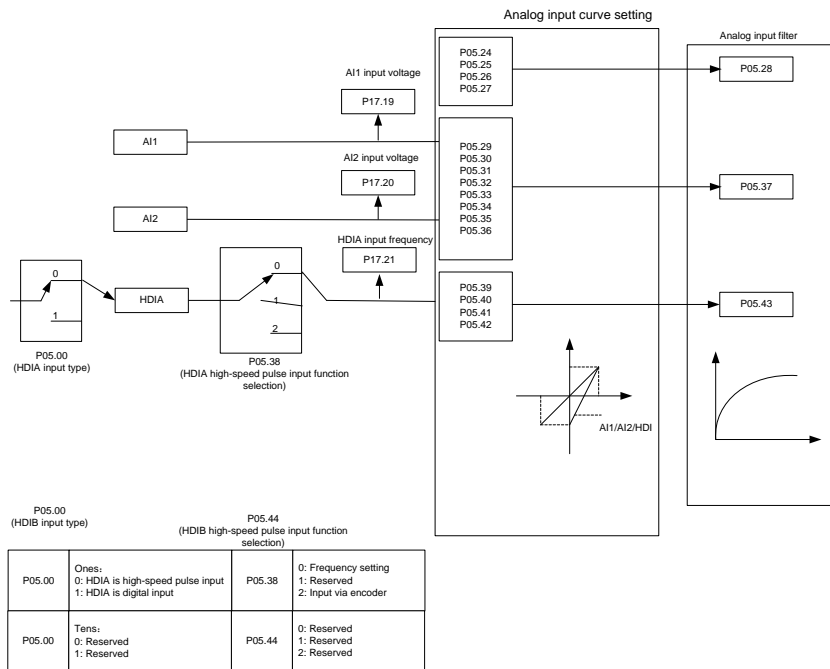 Analog input curve setting
Analog input filter
P05.24
P05.25
P05.26
P05.27
P05.28
AI1 input voltage
P17.19
AI1
P05.29
P05.30
P05.31
P05.32
P05.33
P05.34
P05.35
P05.36
AI2 input voltage
P17.20
P05.37
AI2
HDIA input frequency
P17.21
0
1
HDIA
0
1
2
P05.39
P05.40
P05.41
P05.42
P05.43
P05.00
(HDIA input type)
P05.38
(HDIA high-speed pulse input function
selection)
AI1/AI2/HDI
P05.00
(HDIB input type)
P05.44
(HDIB high-speed pulse input function
selection)
P05.00
Ones:
0: HDIA is high-speed pulse input
1: HDIA is digital input
P05.38
0: Frequency setting
1: Reserved
2: Input via encoder
P05.00
Tens:
0: Reserved
1: Reserved
P05.44
0: Reserved
1: Reserved
2: Reserved